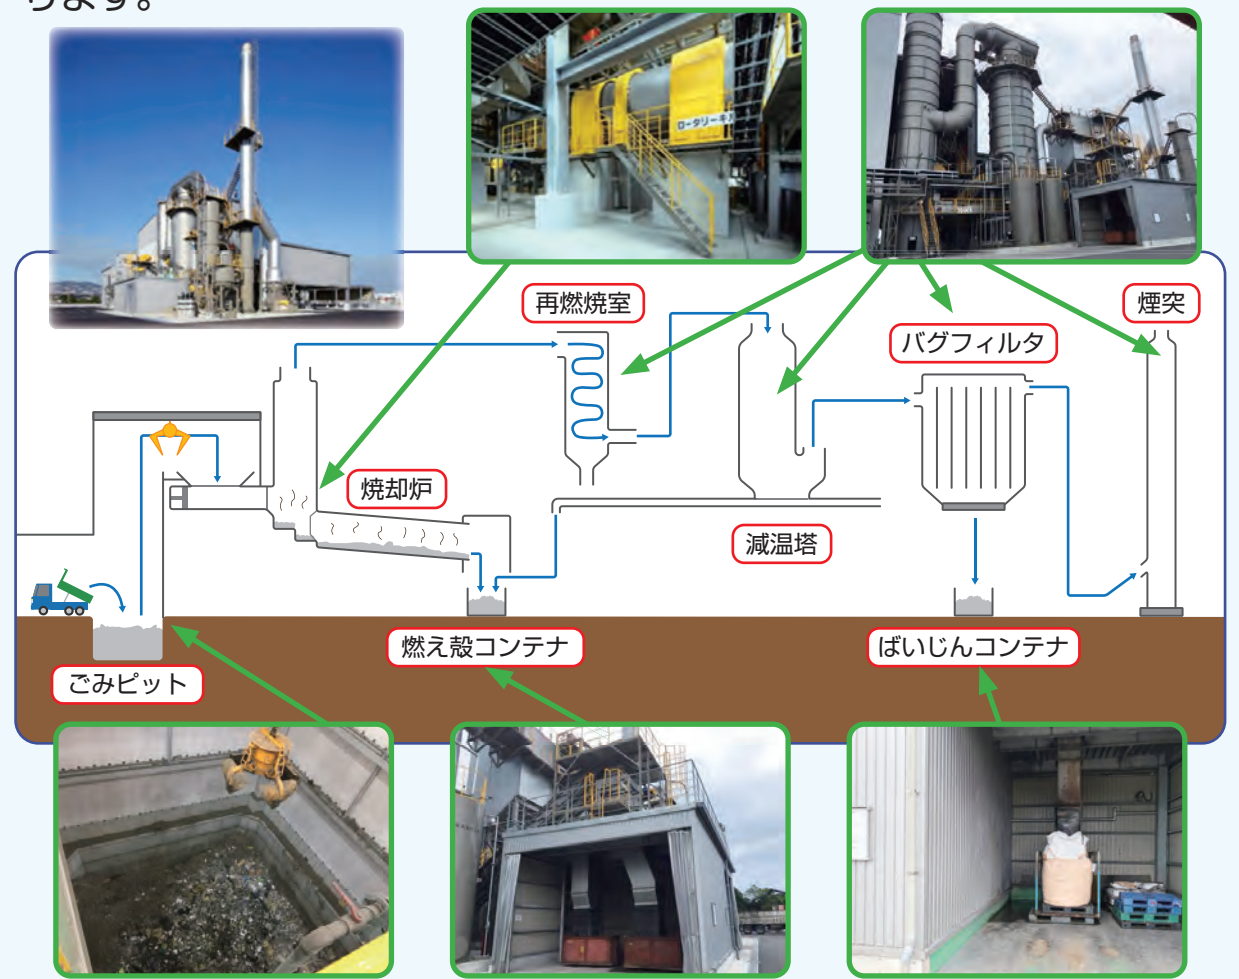 ります。
ロータリーキ
再燃焼室
煙突
バグフィルタ
焼却炉
減温塔
燃え殻コンテナ
ばいじんコンテナ
ごみピット